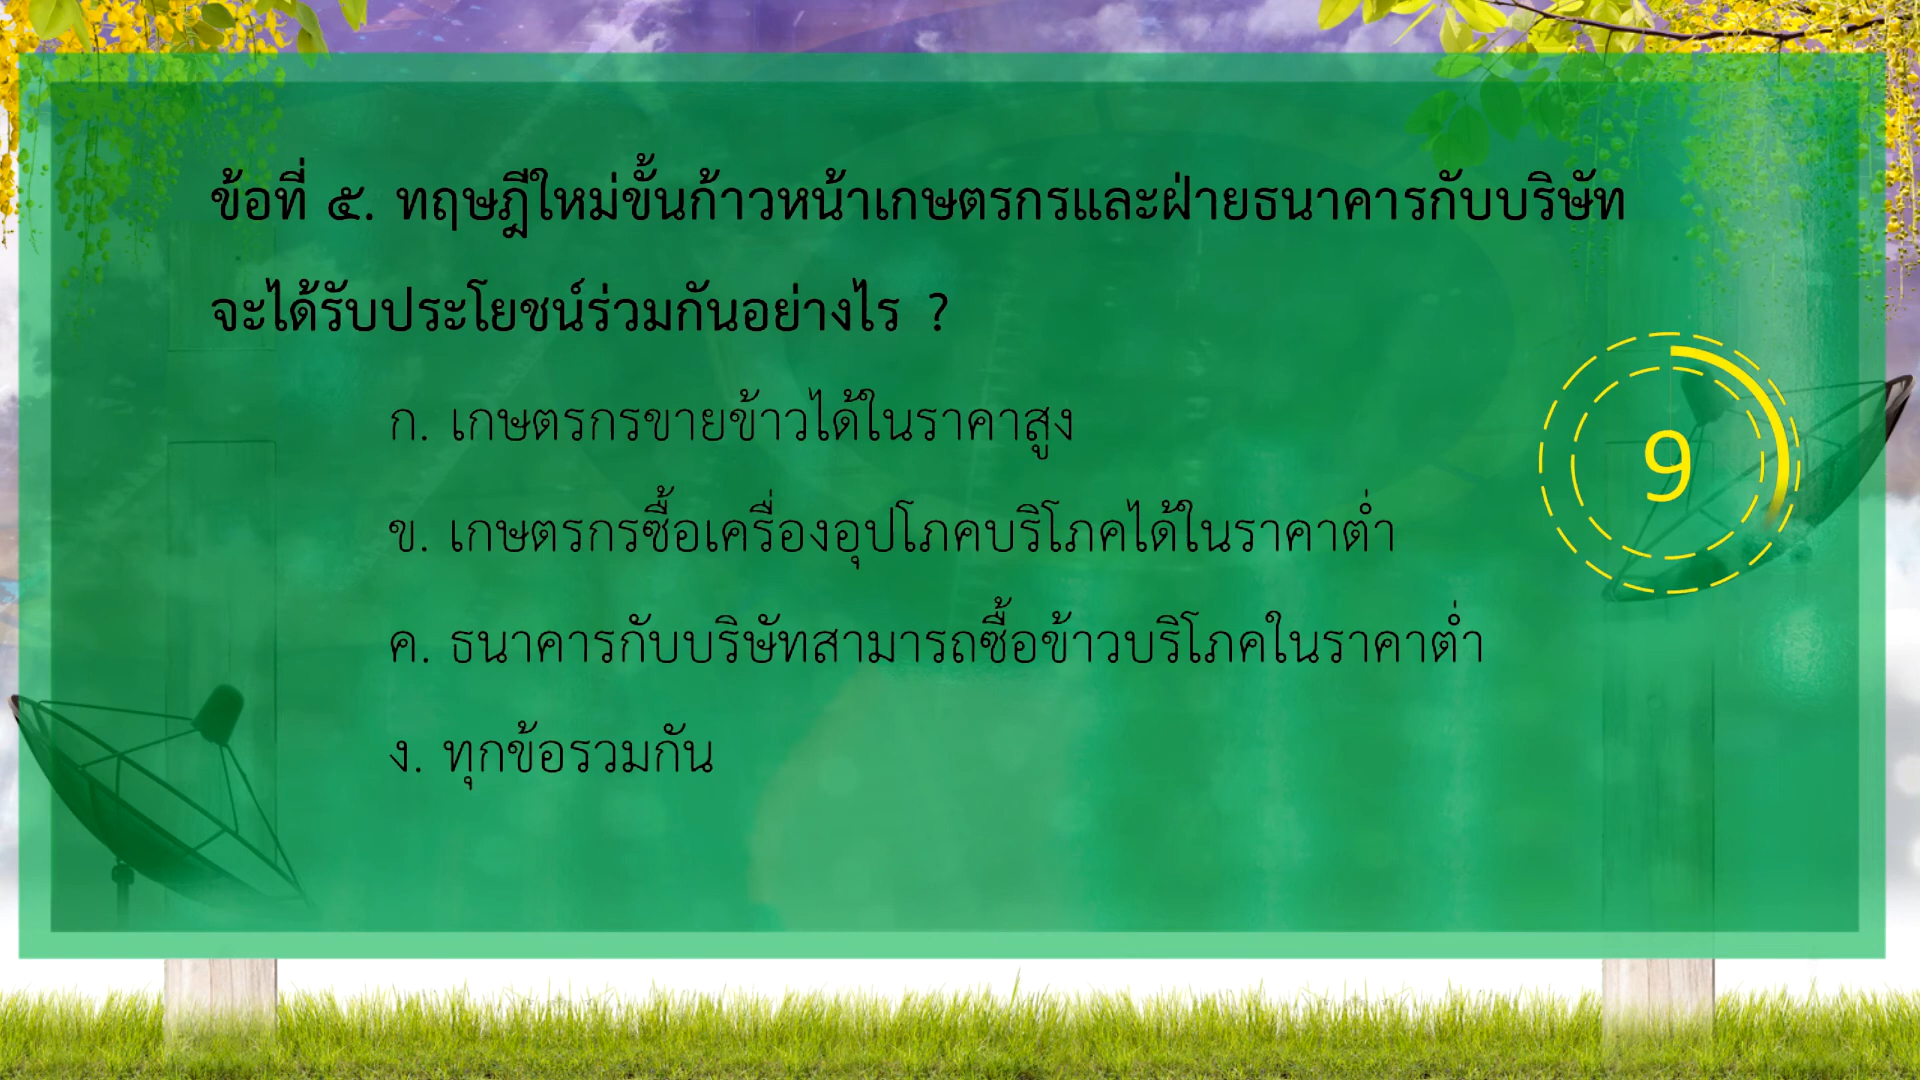 ข้อที่ ๕. ทฤษฎีใหม่ขั้นก้าวหน้าเกษตรกรและฝ่ายธนาคารกับบริษัท
จะได้รับประโยชน์ร่วมกันอย่างไร ?
ก. เกษตรกรขายข้าวได้ในราคาสูง
ข. เกษตรกรซื้อเครื่องอุปโภคบริโภคได้ในราคาต่ำ
9
ค. ธนาคารกับบริษัทสามารถซื้อข้าวบริโภคในราคาต่ำ
ง. ทุกข้อรวมกัน